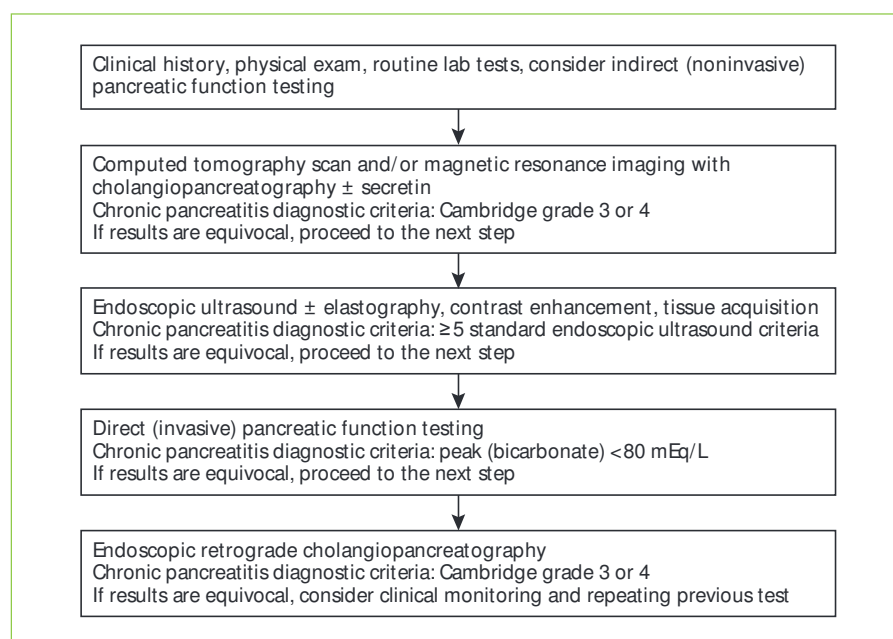 Clinical history, physical exam, routine lab tests, consider indirect (noninvasive)
pancreatic function testing
Computed tomography scan and/or magnetic resonance imaging with
cholangiopancreatography ± secretin
Chronic pancreatitis diagnostic criteria: Cambridge grade 3 or 4
If results are equivocal, proceed to the next step
Endoscopic ultrasound ± elastography, contrast enhancement, tissue acquisition
Chronic pancreatitis diagnostic criteria: ≥5 standard endoscopic ultrasound criteria
If results are equivocal, proceed to the next step
Direct (invasive) pancreatic function testing
Chronic pancreatitis diagnostic criteria: peak (bicarbonate) <80 mEq/L
If results are equivocal, proceed to the next step
Endoscopic retrograde cholangiopancreatography
Chronic pancreatitis diagnostic criteria: Cambridge grade 3 or 4
If results are equivocal, consider clinical monitoring and repeating previous test